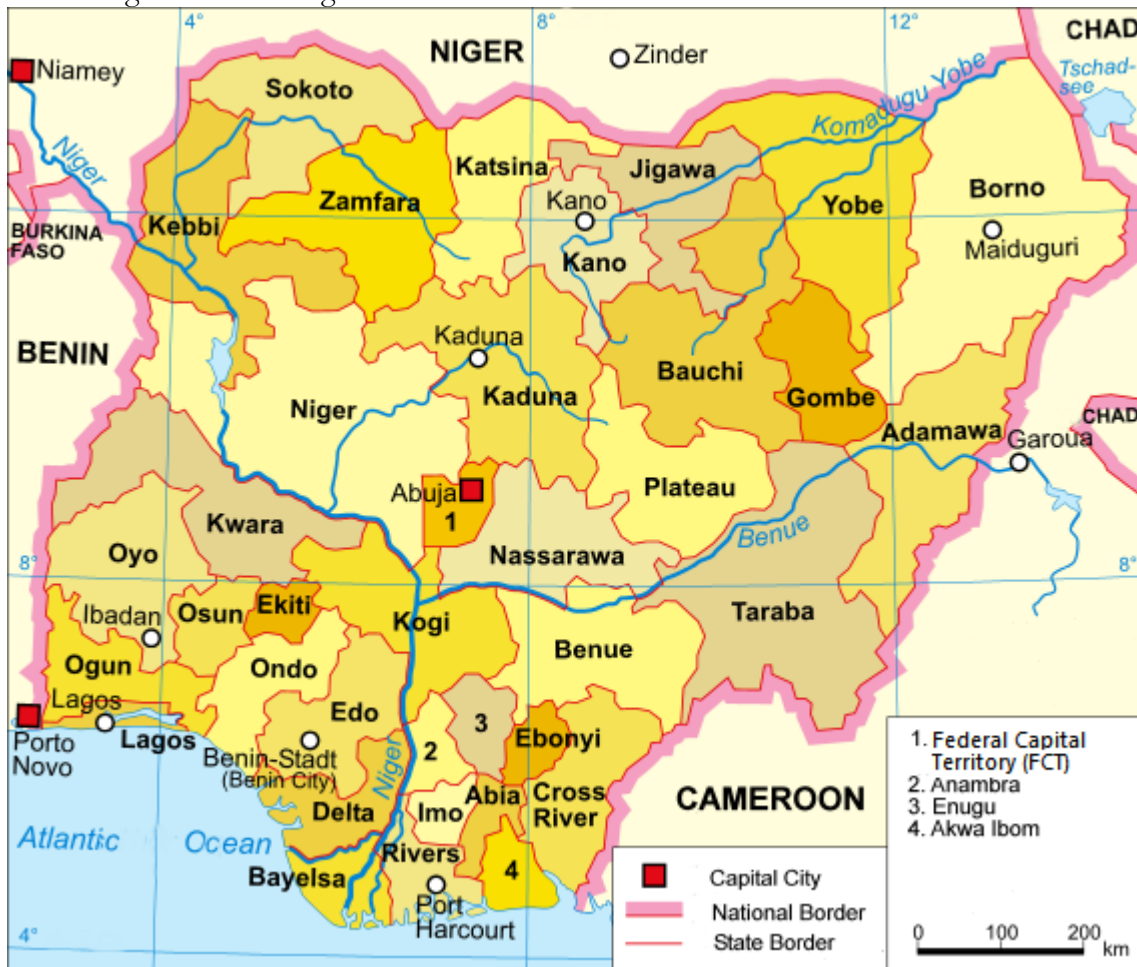 4°
8°
12°
NIGER
Zinder
CHAD
Niamey
Tschad-
see
Sokoto
Komadugu Yobe
Niger
Katsina
Jigawa
Borno
Zamfara
Kano
Yobe
Kebbi
BURKINA
FASO
Maiduguri
Kano
BENIN
Kaduna
Bauchi
Kaduna
Gombe
Niger
CHAD
Adamawa
Garoua
Abuja
Plateau
1
Kwara
Benue
Nassarawa
Oyo
8°
8°
Ekiti
Ibadan
Osun
Kogi
Taraba
Benue
Ogun
Ondo
Lagos
Edo
3
Ebonyi
Porto
Novo
Lagos
2
Benin-Stadt
(Benin City)
Niger
Abia
Cross
River
CAMEROON
Delta
Imo
Atlantic Ocean
Rivers
4
Bayelsa
Port
Harcourt
4°
1. Federal Capital
Territory (FCT)
2. Anambra
3. Enugu
4. Akwa Ibom
Capital City
National Border
State Border
0 100 200
km